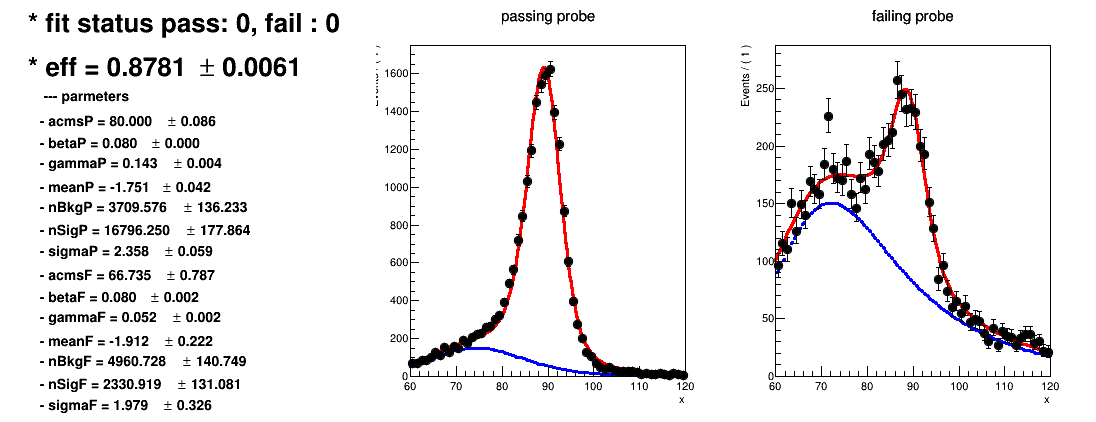 * fit status pass: 0, fail : 0
* eff = 0.8781 ± 0.0061
--- parmeters
- acmsP = 80.000 ± 0.086
- betaP = 0.080 ± 0.000
- gammaP = 0.143 ± 0.004
- meanP = -1.751 ± 0.042
- nBkgP = 3709.576 ± 136.233
- nSigP = 16796.250 ± 177.864
- sigmaP = 2.358 ± 0.059
- acmsF = 66.735 ± 0.787
- betaF = 0.080 ± 0.002
- gammaF = 0.052 ± 0.002
- meanF = -1.912 ± 0.222
- nBkgF = 4960.728 ± 140.749
- nSigF = 2330.919 ± 131.081
- sigmaF = 1.979 ± 0.326
passing probe
1600
1400
1200
1000
800
600
400
200
0
60 70 80 90 100 110 120
x
failing probe
Events / ( 1 )
250
200
150
100
50
0
60 70 80 90 100 110 120
x